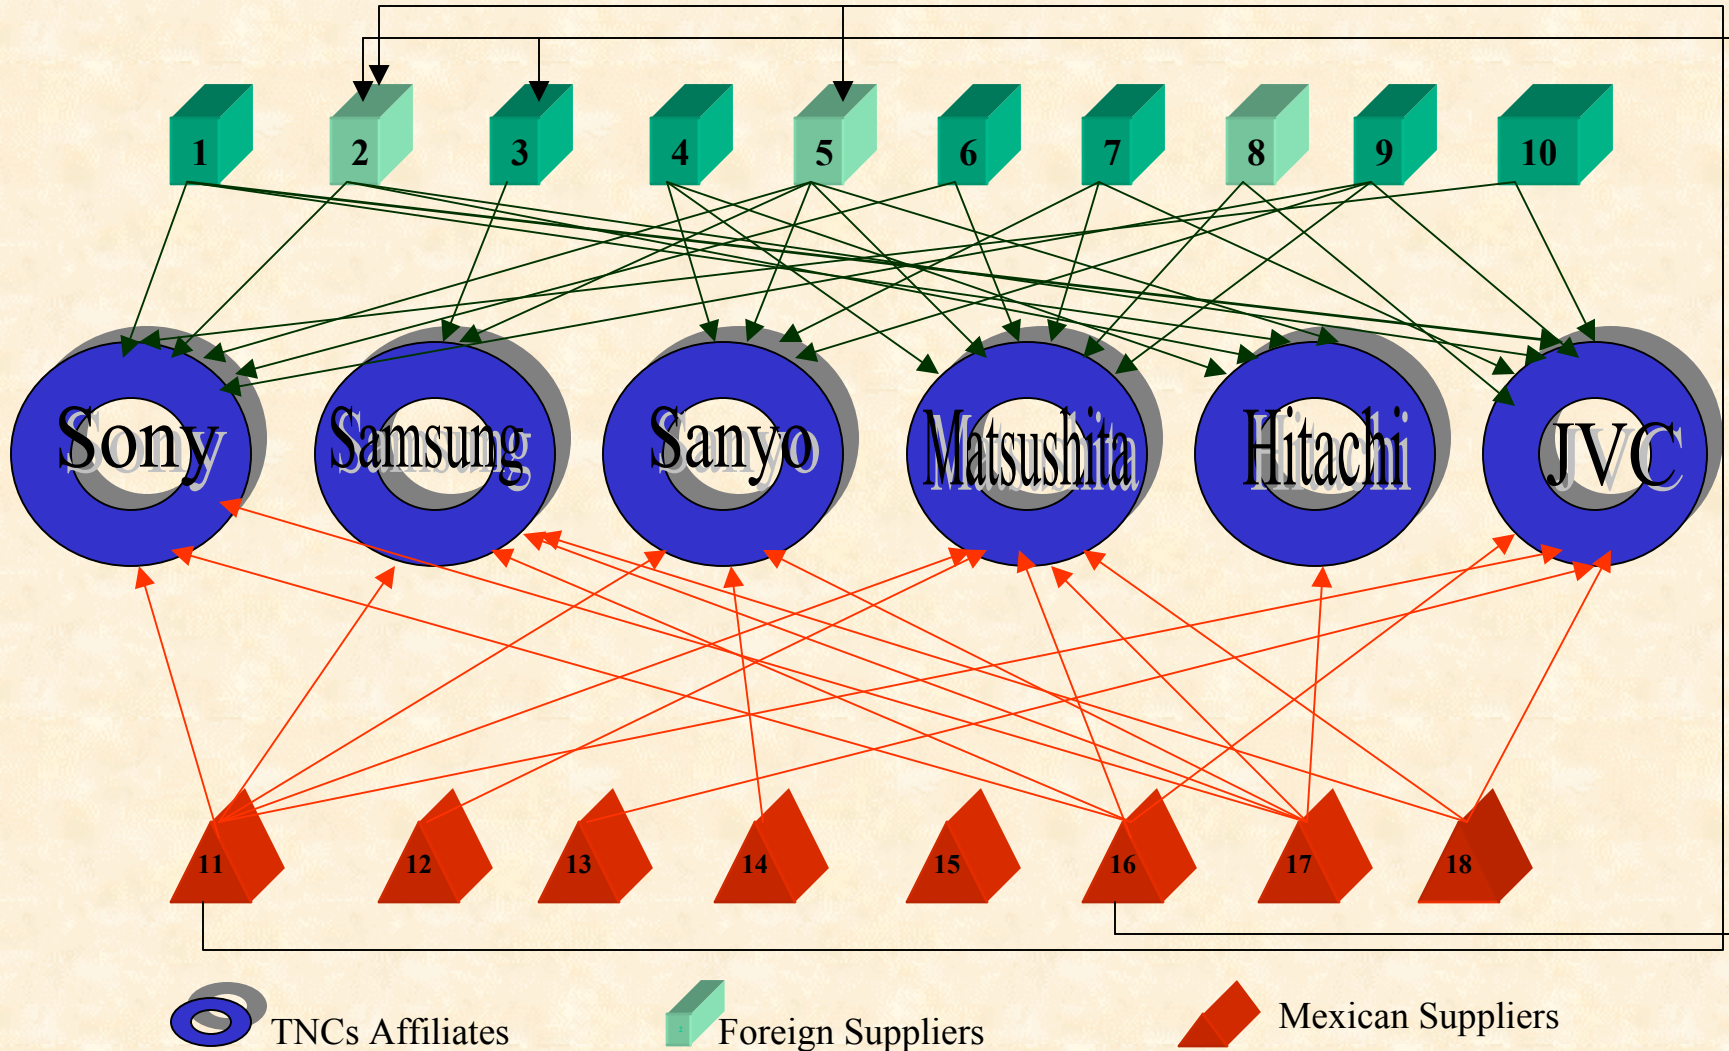 1 2 3 4 5 6 7 8 9 10
Sony Samsung Sanyo Matsushita Hitachi JVC
11 12 13 14 15 16 17 18
TNCs Affiliates
2
Foreign Suppliers
Mexican Suppliers